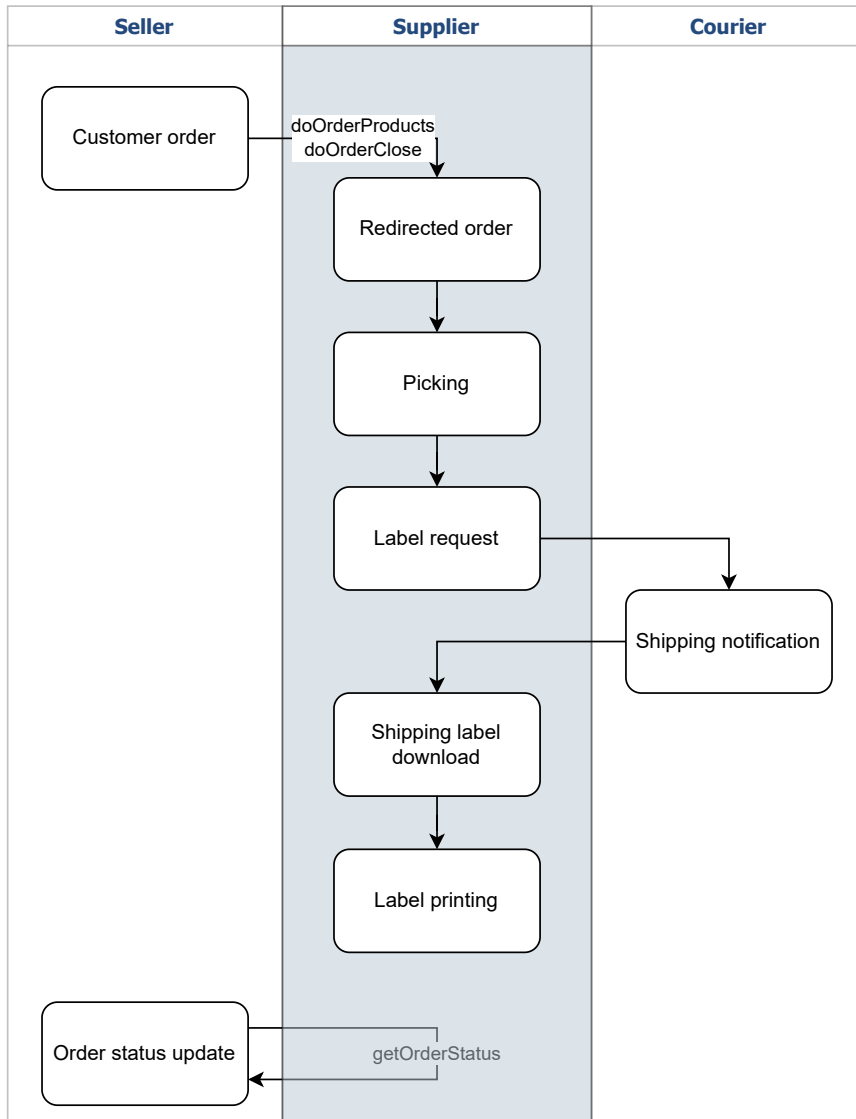 Seller
Supplier
Courier
Customer order
doOrderProducts
doOrderClose
Redirected order
Picking
Label request
Shipping notification
Shipping label
download
Label printing
Order status update
getOrderStatus